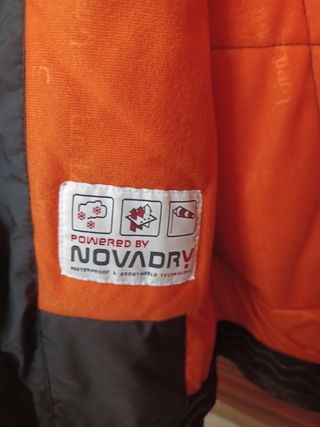 POWERED BY
NOVADRY
WATERPROOF & BREATHABLE TECHNOLOGY